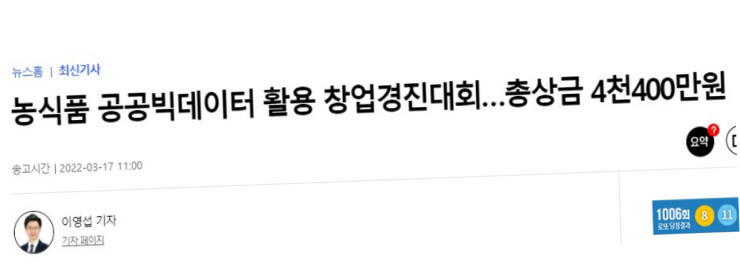 뉴스홈 | 최신기사
농식품 공공빅데이터 활용 창업경진대회...총상금 4천400만원
요약 ?
송고시간 | 2022-03-17 11:00
이영섭 기자
기자 페이지
1006회 8 11
로또당첨결과